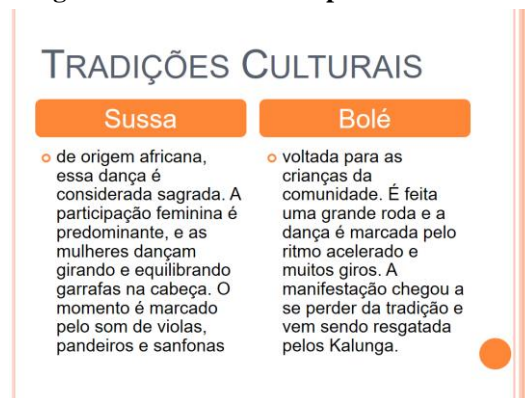 TRADIÇÕES CULTURAIS
Sussa
de origem africana,
essa dança é
considerada sagrada. A
participação feminina é
predominante, e as
mulheres dançam
girando e equilibrando
garrafas na cabeça. O
momento é marcado
pelo som de violas,
pandeiros e sanfonas
Bolé
voltada para as
crianças da
comunidade. É feita
uma grande roda e a
dança é marcada pelo
ritmo acelerado e
muitos giros. A
manifestação chegou a
se perder da tradição e
vem sendo resgatada
pelos Kalunga.